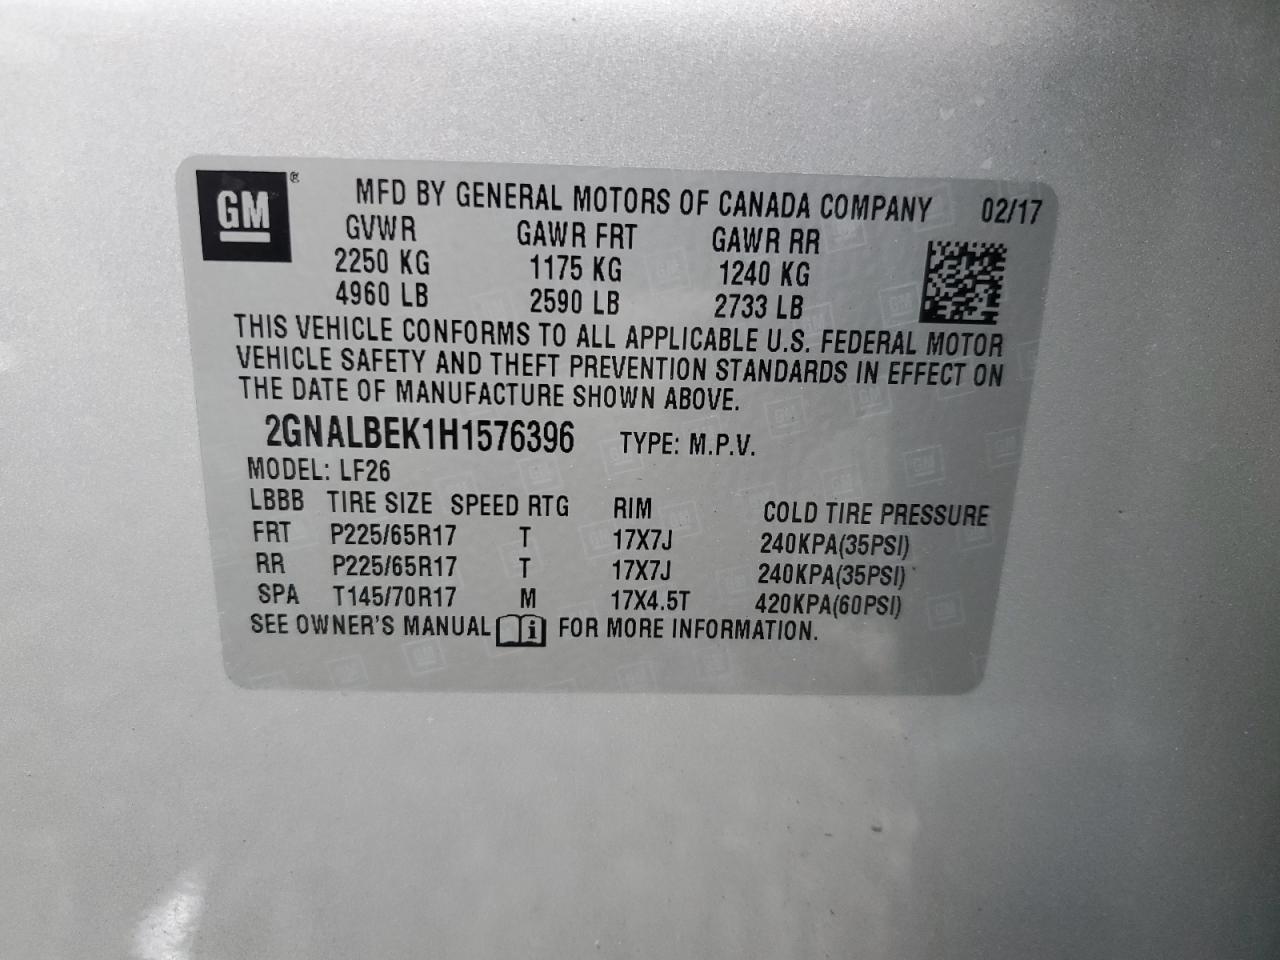 GM® MFD BY GENERAL MOTORS OF CANADA COMPANY 02/17
GVWR GAWR FRT GAWR RR
2250 KG 1175 KG 1240 KG
4960 LB 2590 LB 2733 LB
THIS VEHICLE CONFORMS TO ALL APPLICABLE U.S. FEDERAL MOTOR
VEHICLE SAFETY AND THEFT PREVENTION STANDARDS IN EFFECT ON
THE DATE OF MANUFACTURE SHOWN ABOVE.
2GNALBEK1H1576396 TYPE: M.P.V.
MODEL: LF26
LBBB TIRE SIZE SPEED RTG RIM COLD TIRE PRESSURE
FRT P225/65R17 T 17X7J 240KPA(35PSI)
RR P225/65R17 T 17X7J 240KPA(35PSI)
SPA T145/70R17 M 17X4.5T 420KPA(60PSI)
SEE OWNER'S MANUAL i FOR MORE INFORMATION.